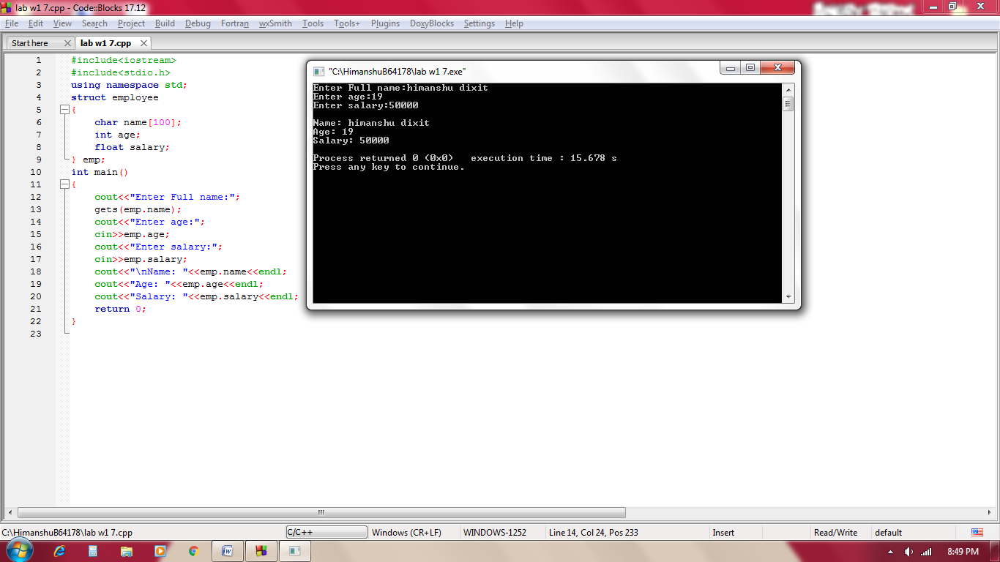 lab w1 7.cpp - Code::Blocks 17.12
File Edit View Search Project Build Debug Fortran wxSmith Tools Tools+ Plugins DoxyBlocks Settings Help
Start here lab w1 7.cpp
1 #include<iostream>
2 #include<stdio.h>
3 using namespace std;
4 struct employee
5 {
6 char name[100];
7 int age;
8 float salary;
9 } emp;
10 int main()
11 {
12 cout<<"Enter Full name:";
13 gets(emp.name);
14 cout<<"Enter age:";
15 cin>>emp.age;
16 cout<<"Enter salary:";
17 cin>>emp.salary;
18 cout<<"\nName: "<<emp.name<<endl;
19 cout<<"Age: "<<emp.age<<endl;
20 cout<<"Salary: "<<emp.salary<<endl;
21 return 0;
22 }
23
"C:\HimanshuB64178\lab w1 7.exe"
Enter Full name:himanshu dixit
Enter age:19
Enter salary:50000
Name: himanshu dixit
Age: 19
Salary: 50000
Process returned 0 (0x0) execution time : 15.678 s
Press any key to continue.
C:\HimanshuB64178\lab w1 7.cpp C/C++ Windows (CR+LF) WINDOWS-1252 Line 14, Col 24, Pos 233 Insert Read/Write default
8:49 PM